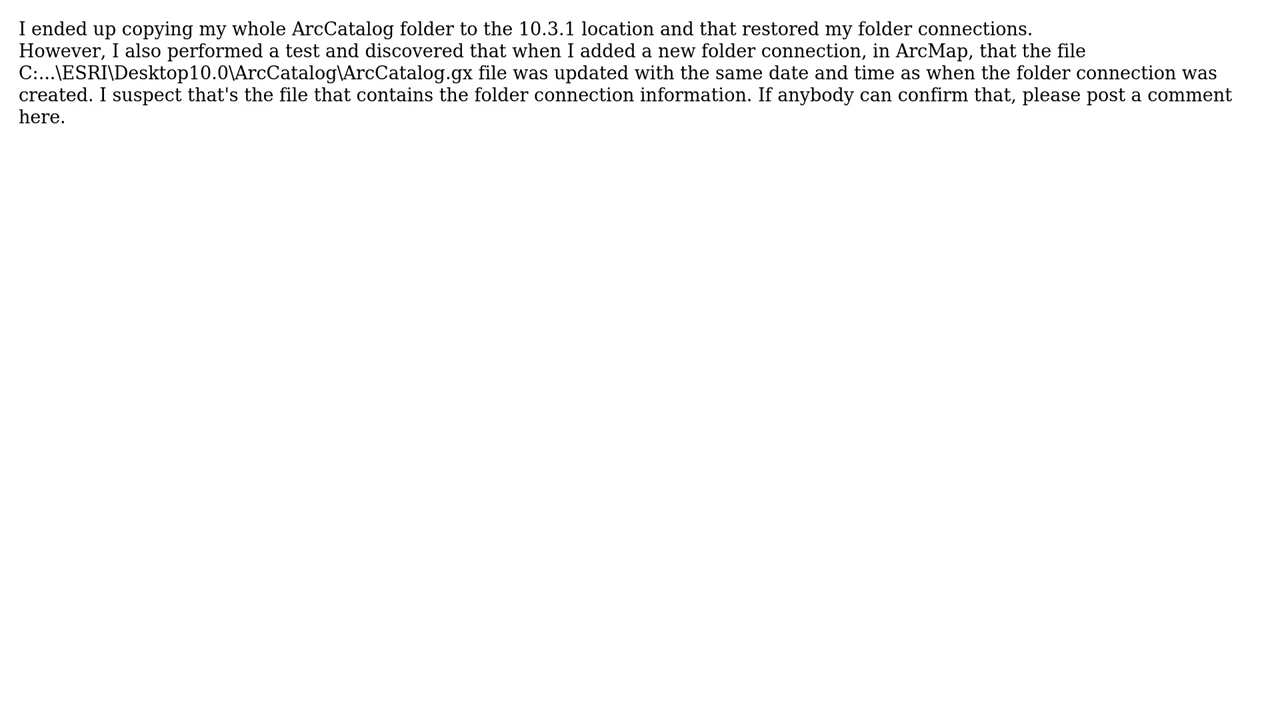 I ended up copying my whole ArcCatalog folder to the 10.3.1 location and that restored my folder connections.
However, I also performed a test and discovered that when I added a new folder connection, in ArcMap, that the file
C:...\ESRI\Desktop10.0\ArcCatalog\ArcCatalog.gx file was updated with the same date and time as when the folder connection was
created. I suspect that's the file that contains the folder connection information. If anybody can confirm that, please post a comment
here.